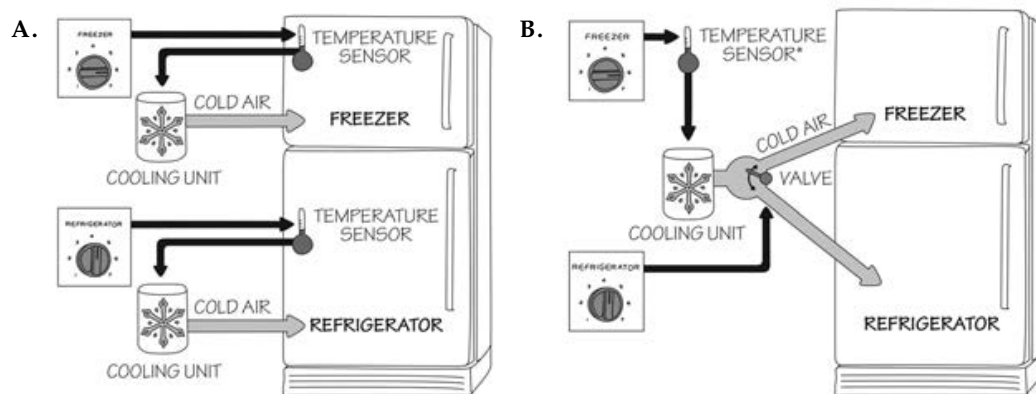 A.
FREEZER
TEMPERATURE
SENSOR
COLD AIR
FREEZER
COOLING UNIT
REFRIGERATOR
TEMPERATURE
SENSOR
COLD AIR
REFRIGERATOR
COOLING UNIT
B.
FREEZER
TEMPERATURE
SENSOR*
COLD AIR
FREEZER
VALVE
COOLING UNIT
REFRIGERATOR
REFRIGERATOR